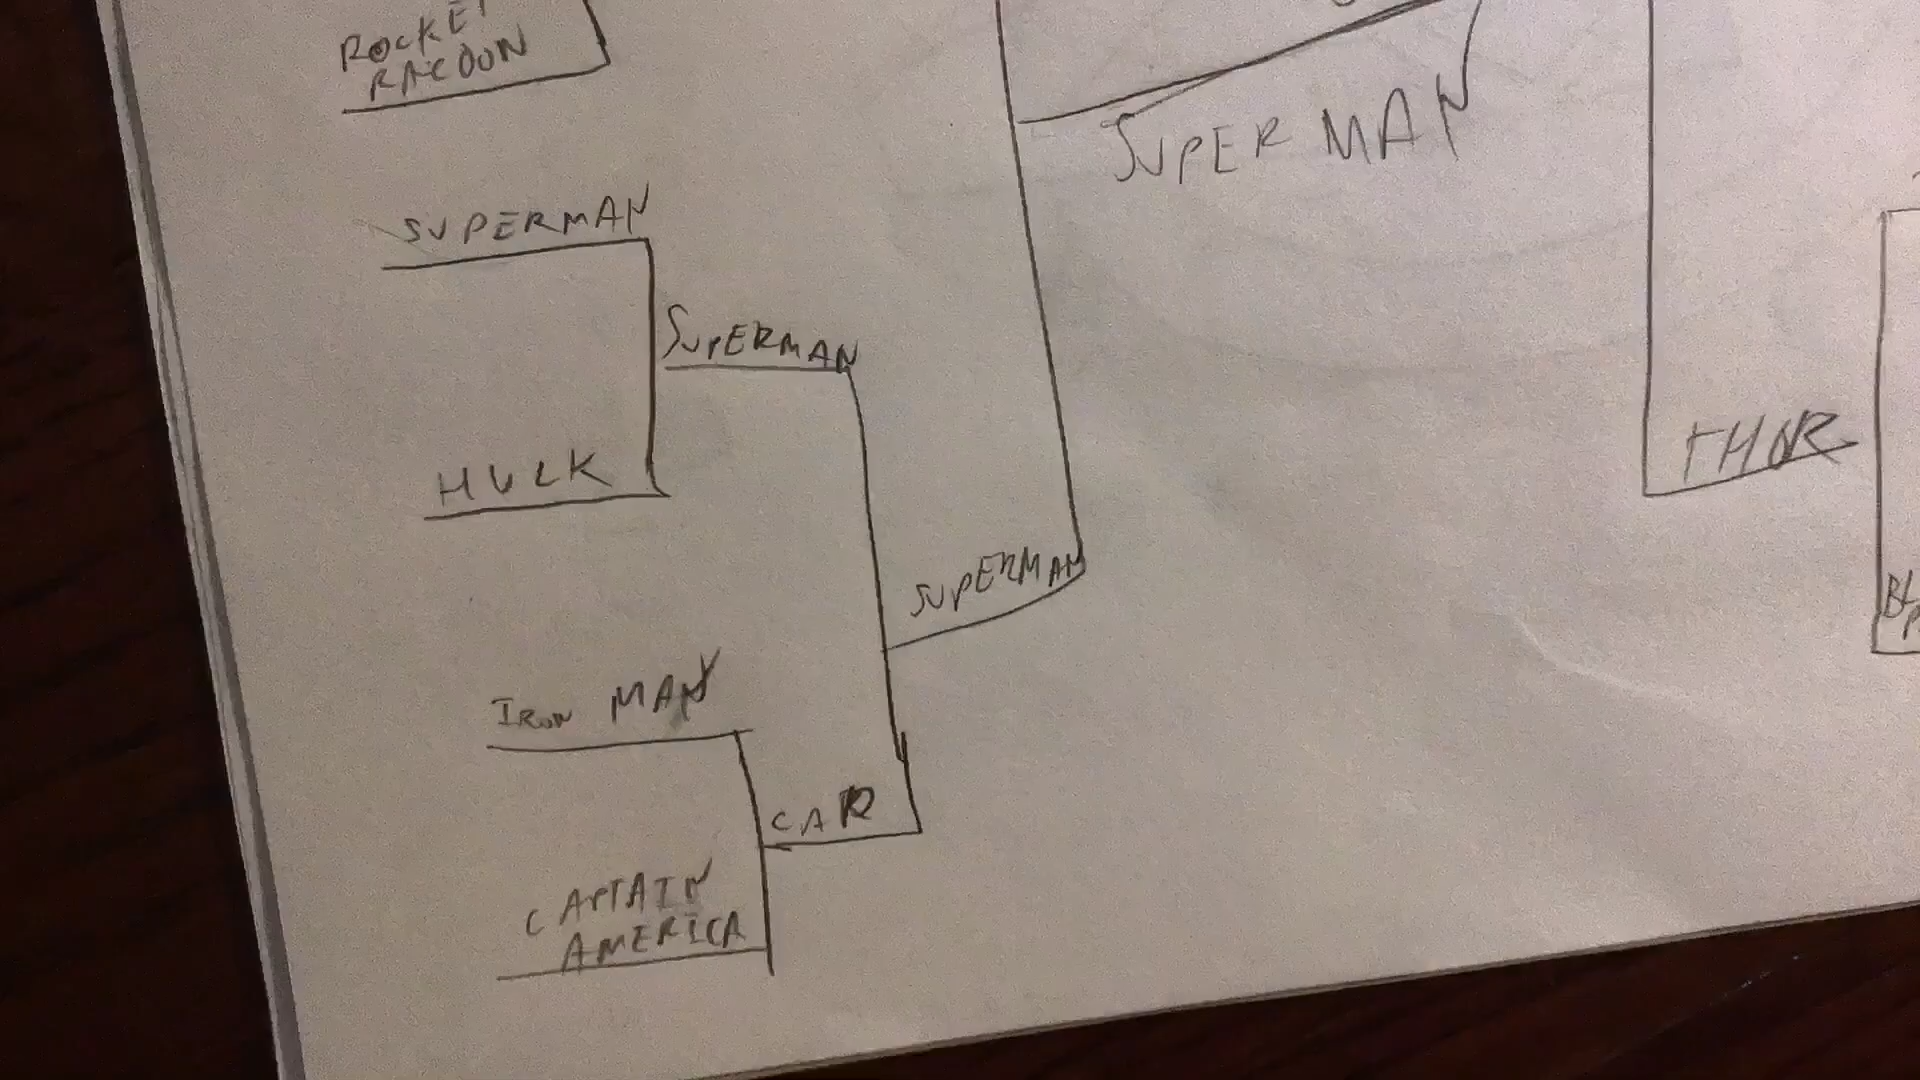 ROCKET
RACOON
SUPERMAN
SUPERMAN
SUPERMAN
HULK
THOR
SUPERMAN
IRON MAN
CAP
CAPTAIN
AMERICA